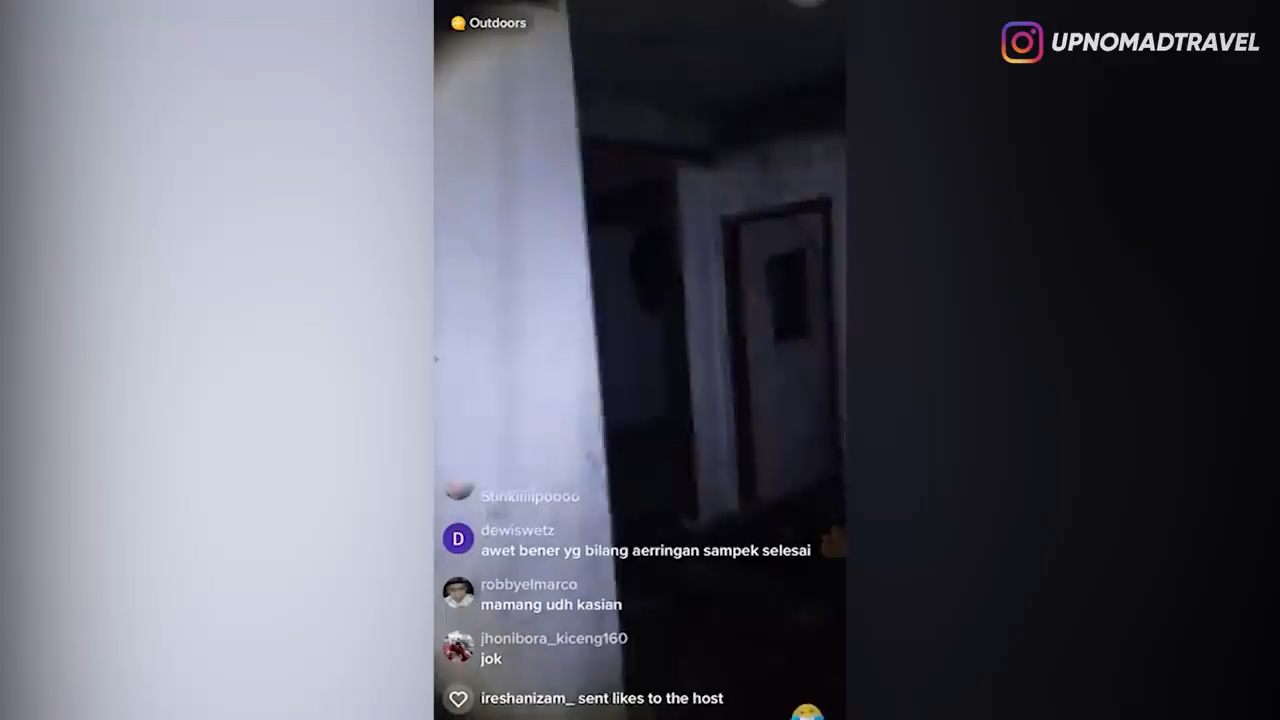 Outdoors
UPNOMADTRAVEL
Stinkiiiiipoooo
dewiswetz
awet bener yg bilang aerringan sampek selesai
robbyelmarco
mamang udh kasian
jhonibora_kiceng160
jok
ireshanizam_ sent likes to the host